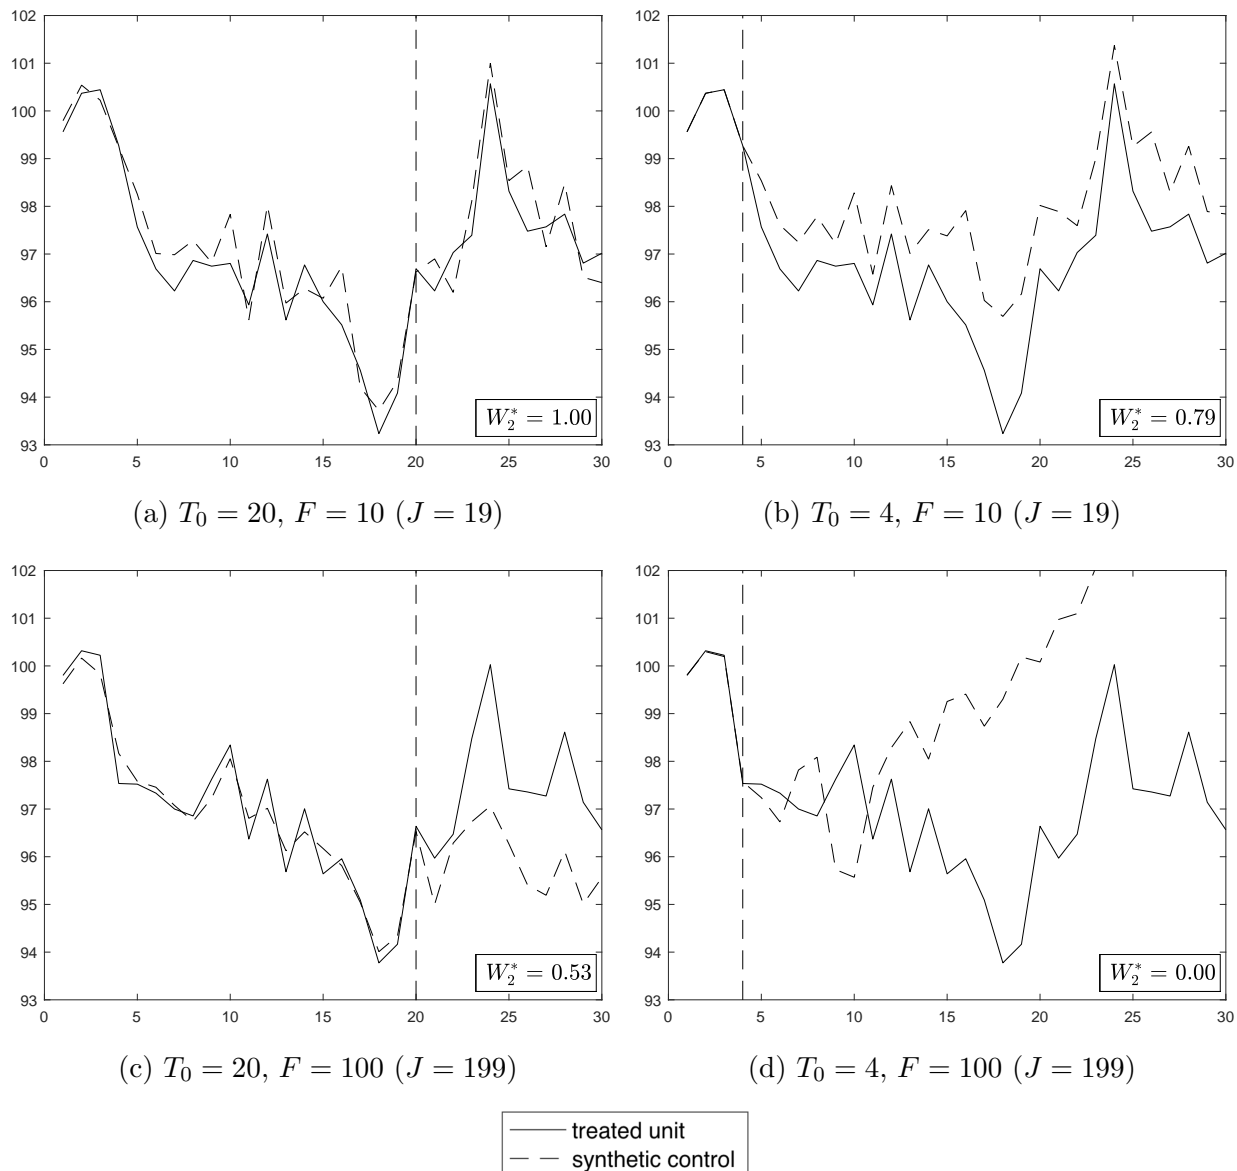 102
101
100
99
98
97
96
95
94
93
0 5 10 15 20 25 30
W₂* = 1.00
(a) T₀ = 20, F = 10 (J = 19)
102
101
100
99
98
97
96
95
94
93
0 5 10 15 20 25 30
W₂* = 0.79
(b) T₀ = 4, F = 10 (J = 19)
102
101
100
99
98
97
96
95
94
93
0 5 10 15 20 25 30
W₂* = 0.53
(c) T₀ = 20, F = 100 (J = 199)
102
101
100
99
98
97
96
95
94
93
0 5 10 15 20 25 30
W₂* = 0.00
(d) T₀ = 4, F = 100 (J = 199)
treated unit
synthetic control